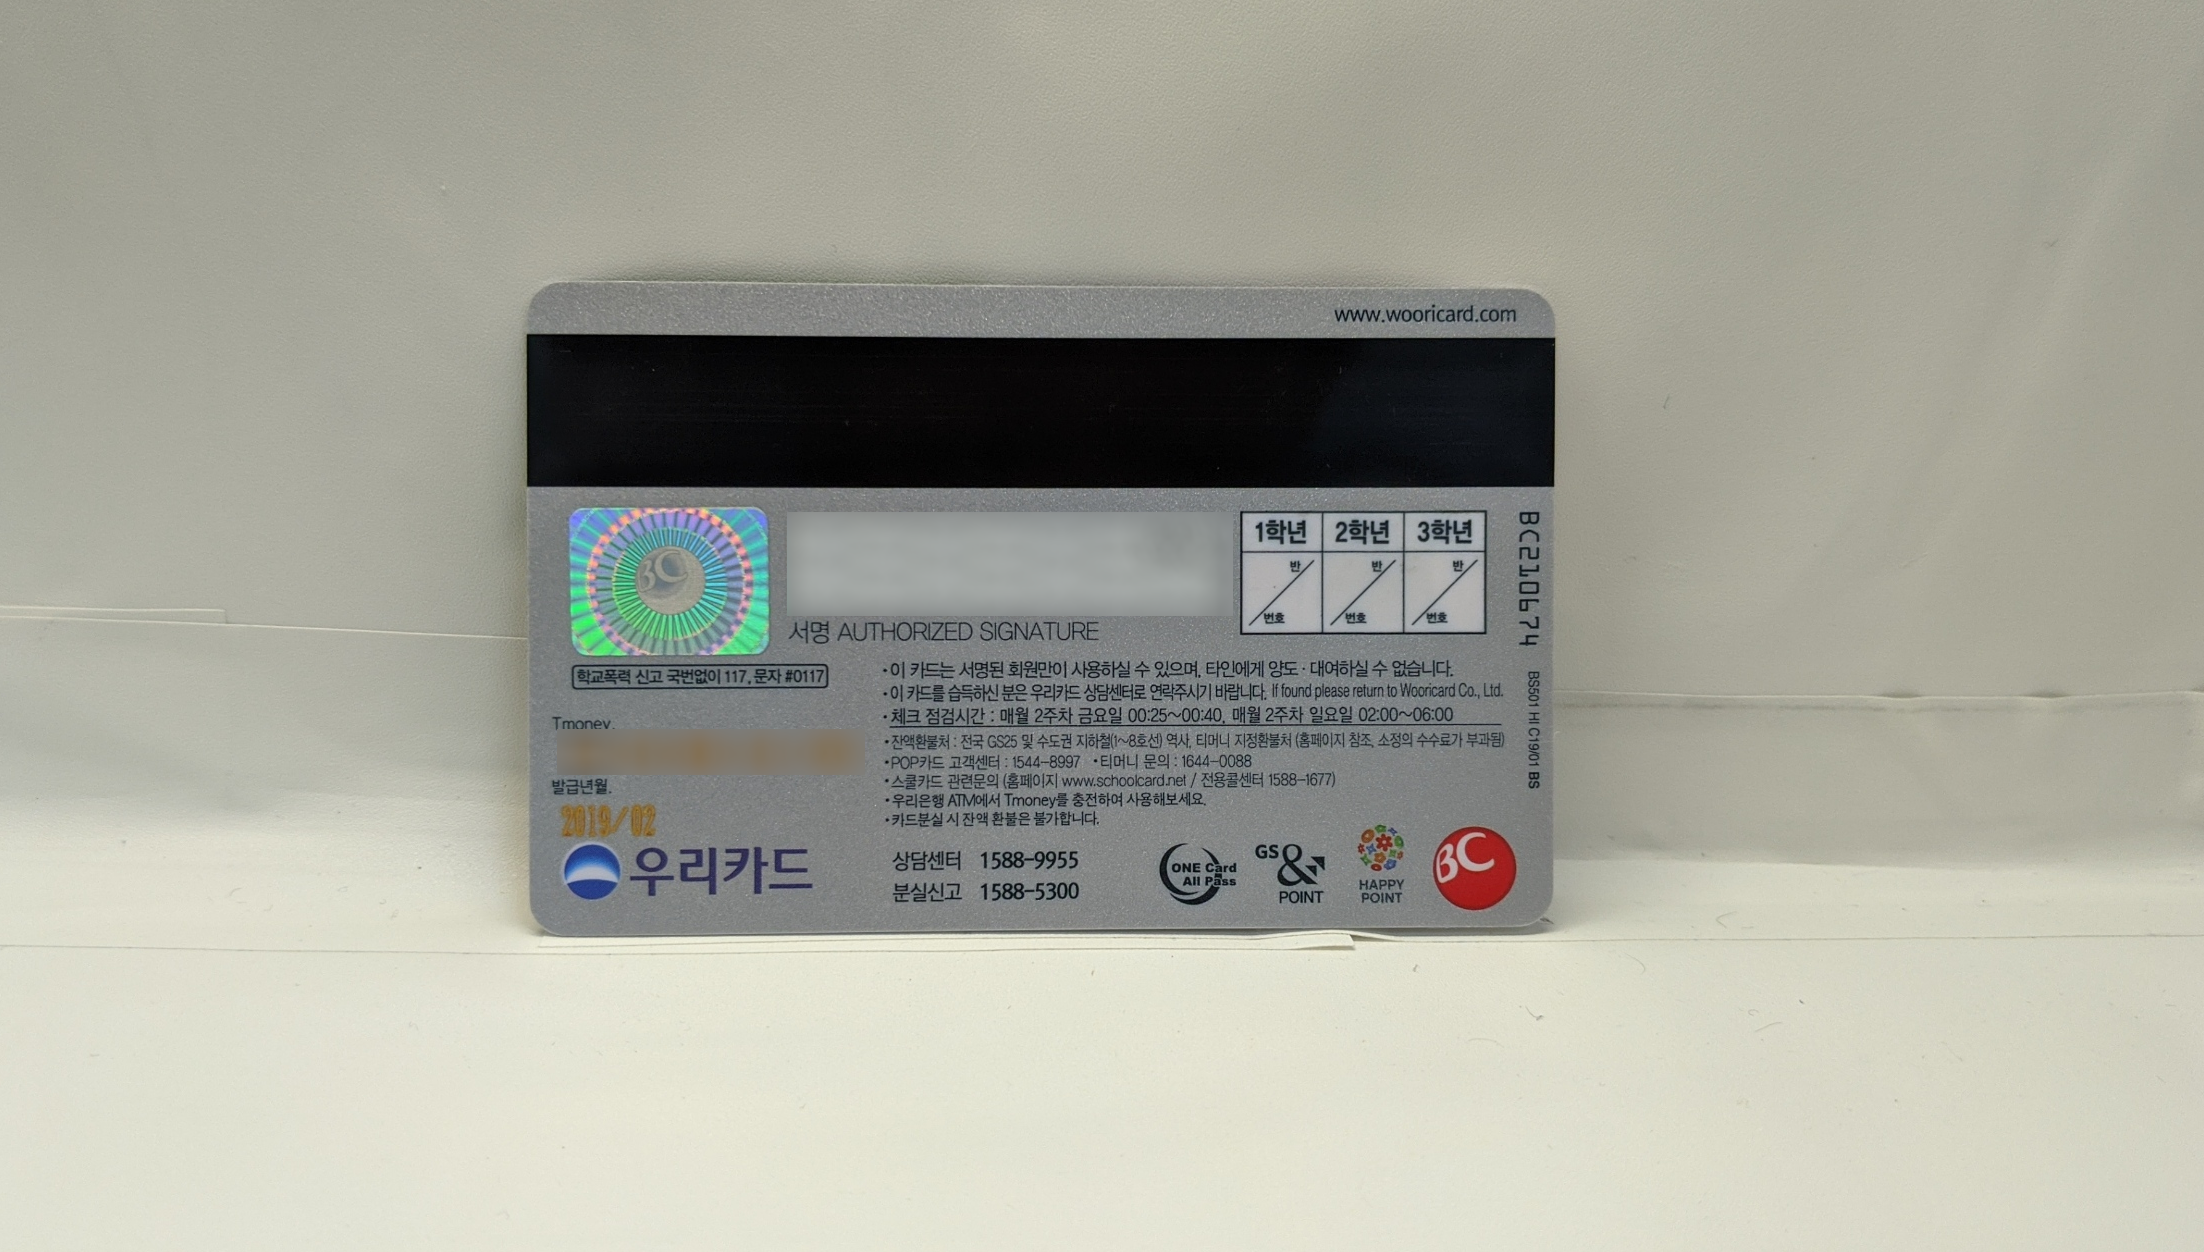 www.wooricard.com
BC
1학년 2학년 3학년
반 반 반
번호 번호 번호
BC210674
서명 AUTHORIZED SIGNATURE
학교폭력 신고 국번없이 117, 문자 #0117
·이 카드는 서명된 회원만이 사용하실 수 있으며, 타인에게 양도·대여하실 수 없습니다.
·이 카드를 습득하신 분은 우리카드 상담센터로 연락주시기 바랍니다. If found please return to Wooricard Co., Ltd.
·체크 점검시간 : 매월 2주차 금요일 00:25~00:40, 매월 2주차 일요일 02:00~06:00
·잔액환불처 : 전국 GS25 및 수도권 지하철(1~8호선) 역사, 티머니 지정환불처 (홈페이지 참조, 소정의 수수료가 부과됨)
·POP카드 고객센터 : 1544-8997 ·티머니 문의 : 1644-0088
·스쿨카드 관련문의 (홈페이지 www.schoolcard.net / 전용콜센터 1588-1677)
·우리은행 ATM에서 Tmoney를 충전하여 사용해보세요.
·카드분실 시 잔액 환불은 불가합니다.
BS501 HI C19/01 BS
Tmoney.
발급년월.
2019/02
우리카드
상담센터 1588-9955
분실신고 1588-5300
ONE Card
All Pass
GS&
POINT
HAPPY
POINT
BC